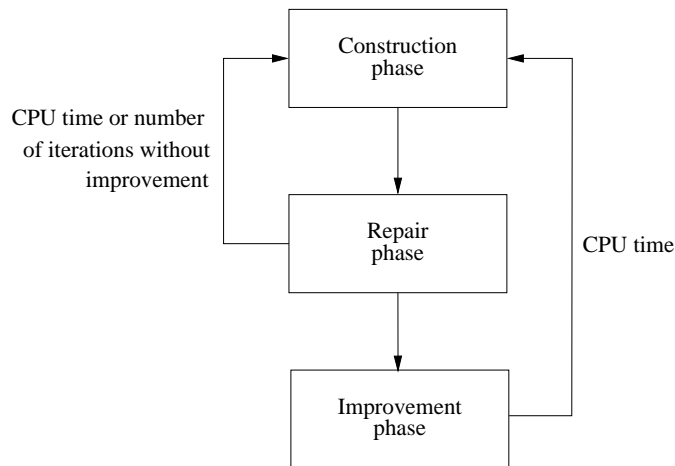 Construction
phase
CPU time or number
of iterations without
improvement
Repair
phase
CPU time
Improvement
phase